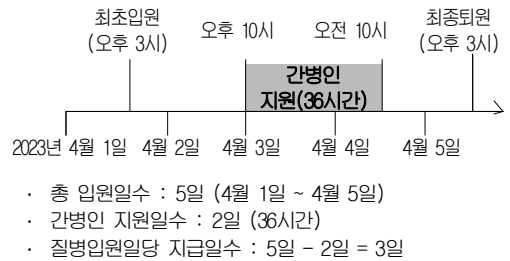 최초입원
(오후 3시)
오후 10시
오전 10시
최종퇴원
(오후 3시)
간병인
지원(36시간)
2023년 4월 1일
4월 2일
4월 3일
4월 4일
4월 5일
· 총 입원일수 : 5일 (4월 1일 ~ 4월 5일)
· 간병인 지원일수 : 2일 (36시간)
· 질병입원일당 지급일수 : 5일 - 2일 = 3일